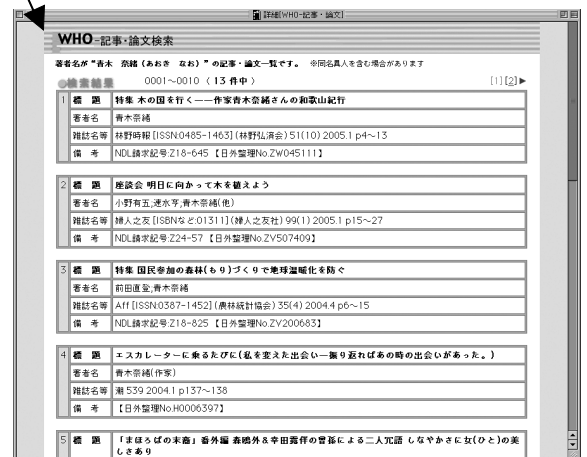 詳細[WHO-記事・論文]
WHO-記事・論文検索
著者名が“青木 奈緒(あおき なお)”の記事・論文一覧です。 ※同名異人を含む場合があります
◎検索結果 0001~0010 (13件中) [1][2]▶
1 標 題 特集 木の国を行く——作家青木奈緒さんの和歌山紀行
著者名 青木奈緒
雑誌名等 林野時報[ISSN:0485-1463](林野弘済会)51(10) 2005.1 p4~13
備 考 NDL請求記号:Z18-645 【日外整理No.ZW045111】
2 標 題 座談会 明日に向かって木を植えよう
著者名 小野有五;速水亨;青木奈緒(他)
雑誌名等 婦人之友[ISBNなど:01311](婦人之友社)99(1) 2005.1 p15~27
備 考 NDL請求記号:Z24-57 【日外整理No.ZV507409】
3 標 題 特集 国民参加の森林(もり)づくりで地球温暖化を防ぐ
著者名 前田直登;青木奈緒
雑誌名等 Aff[ISSN:0387-1452](農林統計協会)35(4) 2004.4 p6~15
備 考 NDL請求記号:Z18-825 【日外整理No.ZV200683】
4 標 題 エスカレーターに乗るたびに(私を変えた出会い—振り返ればあの時の出会いがあった。)
著者名 青木奈緒(作家)
雑誌名等 潮 539 2004.1 p137~138
備 考 【日外整理No.H0006397】
5 標 題 「まほろばの末裔」番外編 森鴎外&幸田露伴の曾孫による二人冗語 しなやかさに女(ひと)の美
しさあり